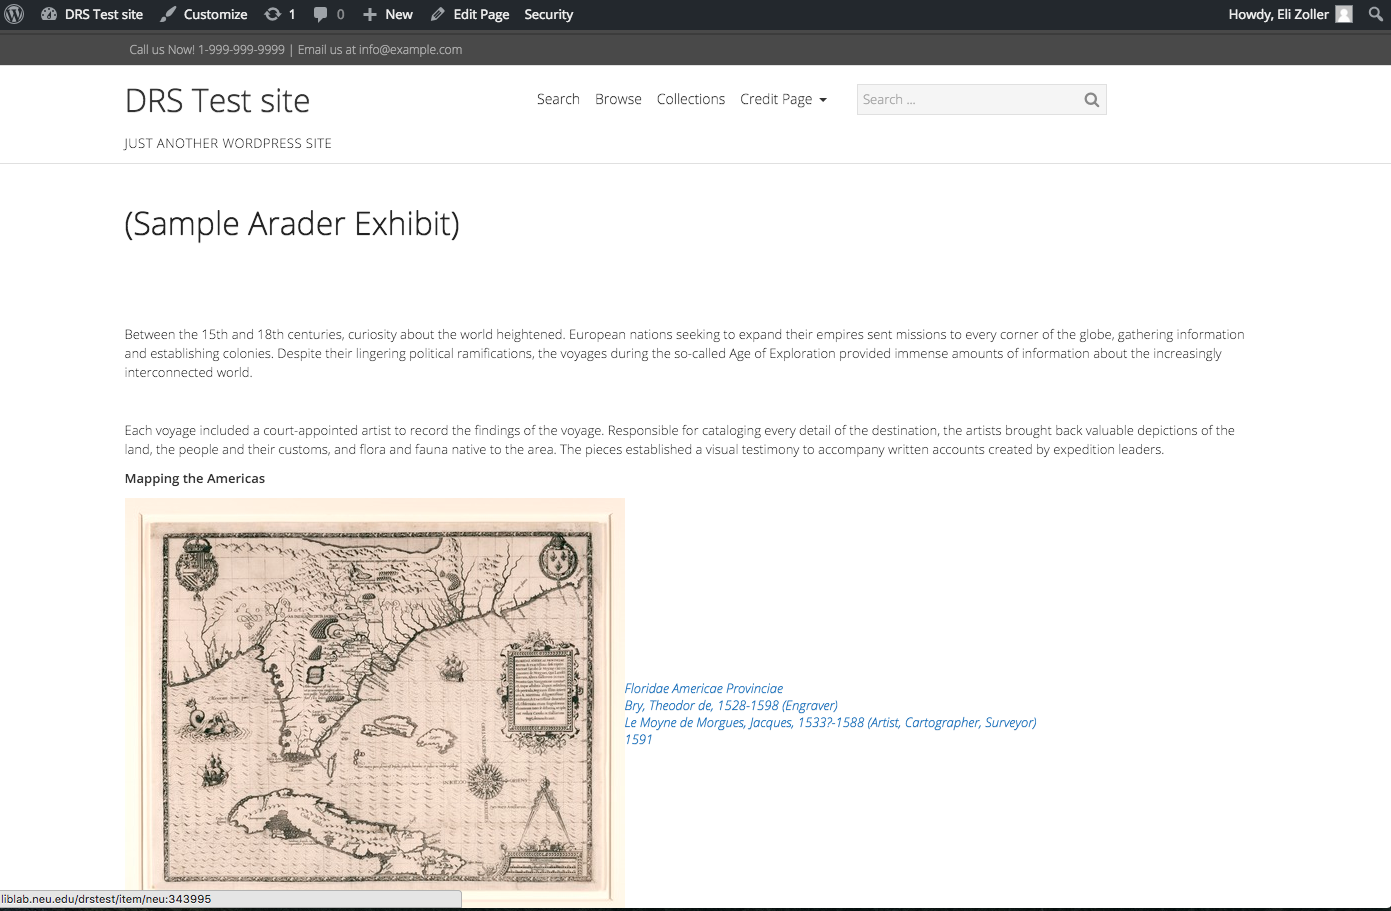 DRS Test site Customize 1 0 New Edit Page Security Howdy, Eli Zoller
Call us Now! 1-999-999-9999 | Email us at info@example.com
DRS Test site
Search Browse Collections Credit Page Search ...
JUST ANOTHER WORDPRESS SITE
(Sample Arader Exhibit)
Between the 15th and 18th centuries, curiosity about the world heightened. European nations seeking to expand their empires sent missions to every corner of the globe, gathering information
and establishing colonies. Despite their lingering political ramifications, the voyages during the so-called Age of Exploration provided immense amounts of information about the increasingly
interconnected world.
Each voyage included a court-appointed artist to record the findings of the voyage. Responsible for cataloging every detail of the destination, the artists brought back valuable depictions of the
land, the people and their customs, and flora and fauna native to the area. The pieces established a visual testimony to accompany written accounts created by expedition leaders.
Mapping the Americas
Floridae Americae Provinciae
Bry, Theodor de, 1528-1598 (Engraver)
Le Moyne de Morgues, Jacques, 1533?-1588 (Artist, Cartographer, Surveyor)
1591
liblab.neu.edu/drstest/item/neu:343995